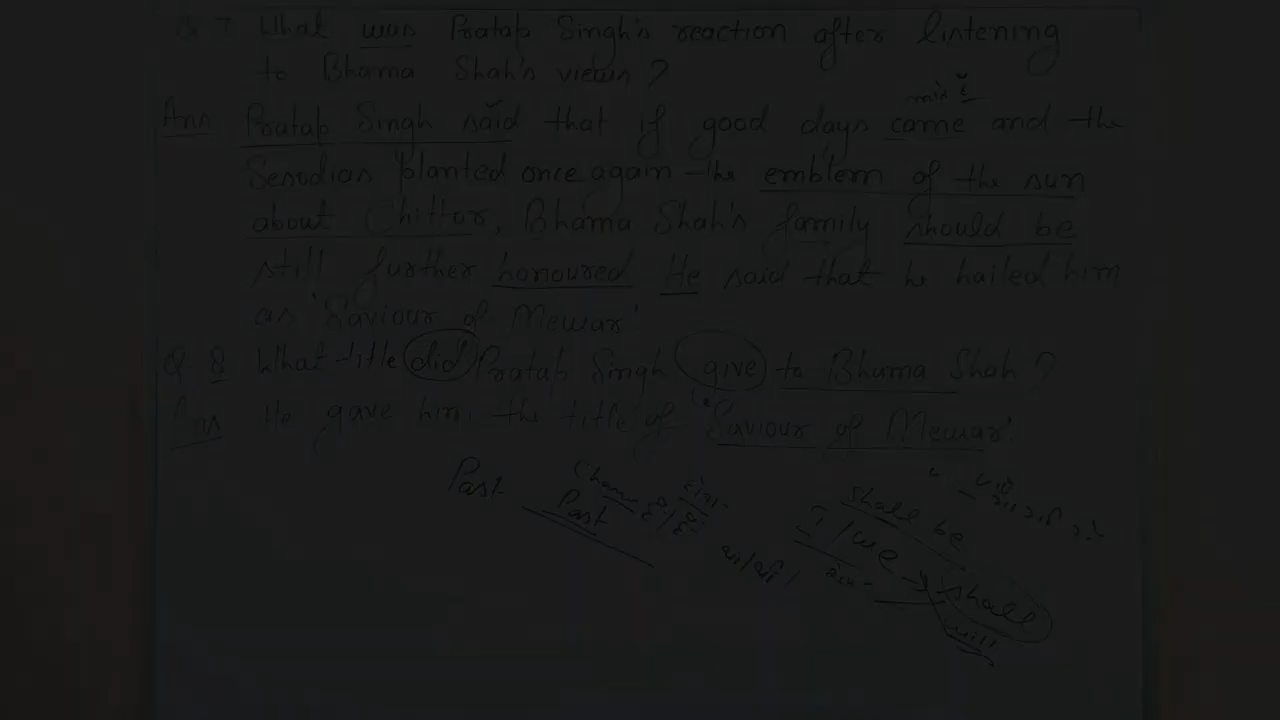 Q 7 What was Pratap Singh's reaction after listening
to Bhama Shah's views?
Ans Pratap Singh said that if good days came and the
Sesodias planted once again the emblem of the sun
about Chittor, Bhama Shah's family should be
still further honoured He said that he hailed him
as 'Saviour of Mewar'
Q. 8 What title did Pratap Singh give to Bhama Shah?
Ans He gave him the title of 'Saviour of Mewar'.
Past
Past
shall be
I/we → shall
will